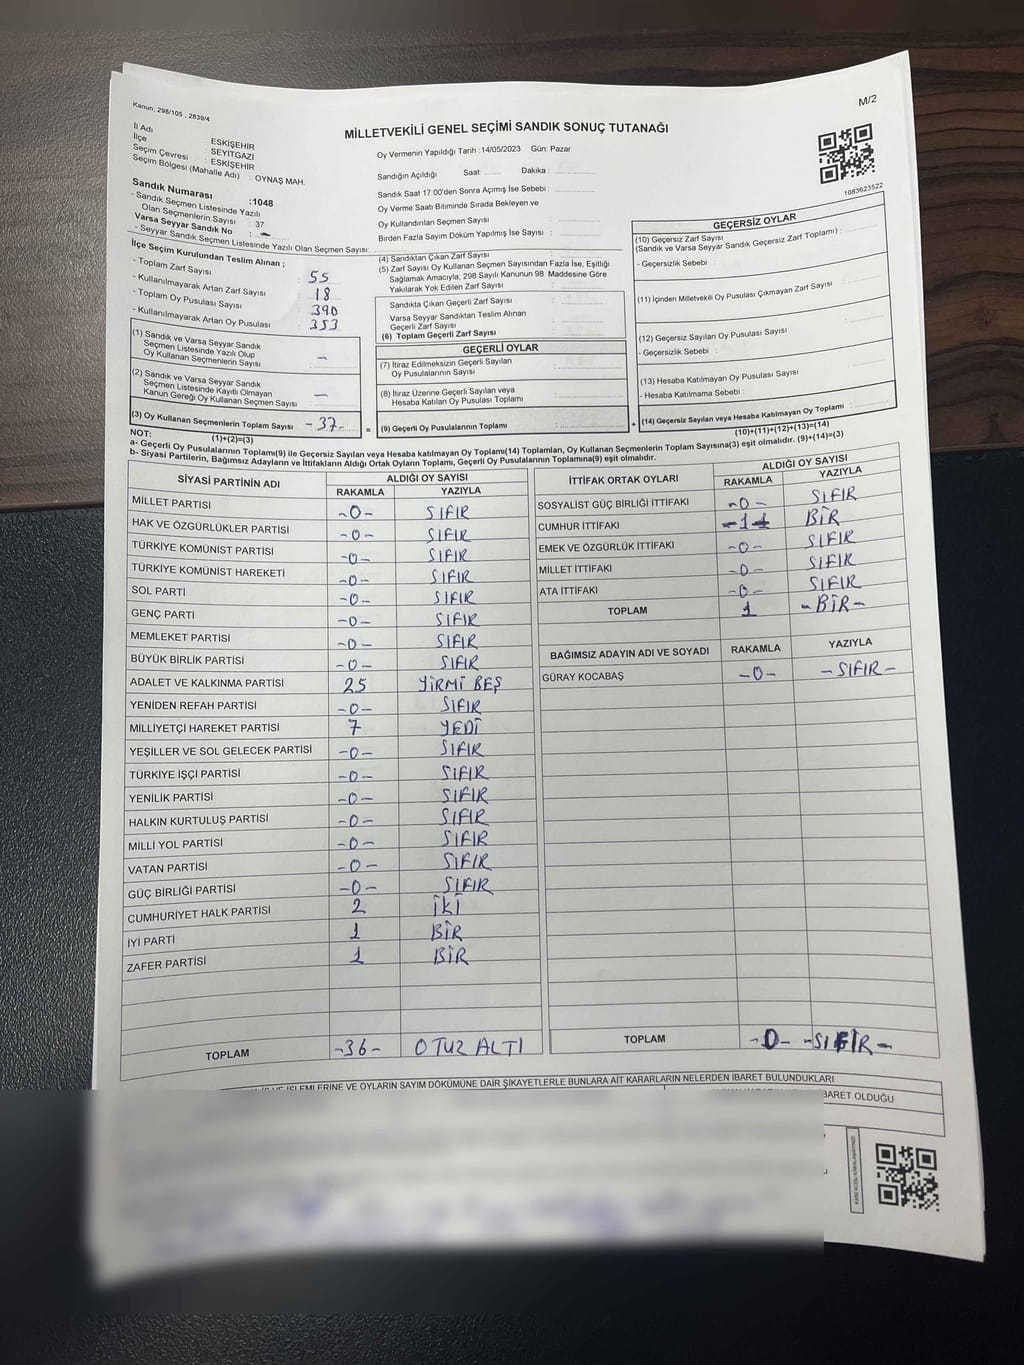 Kanun: 298/105 , 2839/4
M/2
MİLLETVEKİLİ GENEL SEÇİMİ SANDIK SONUÇ TUTANAĞI
İl Adı : ESKİŞEHİR
İlçe : SEYİTGAZİ
Seçim Çevresi : ESKİŞEHİR
Seçim Bölgesi (Mahalle Adı) : OYNAŞ MAH.
Oy Vermenin Yapıldığı Tarih : 14/05/2023 Gün: Pazar
Sandığın Açıldığı Saat: Dakika :
Sandık Saat 17:00'den Sonra Açımış İse Sebebi :
Oy Verme Saati Bitiminde Sırada Bekleyen ve
Oy Kullandırılan Seçmen Sayısı :
Birden Fazla Sayım Döküm Yapılmış İse Sayısı :
1083623522
Sandık Numarası :1048
- Sandık Seçmen Listesinde Yazılı
Olan Seçmenlerin Sayısı : 37
Varsa Seyyar Sandık No : -
- Seyyar Sandık Seçmen Listesinde Yazılı Olan Seçmen Sayısı:
İlçe Seçim Kurulundan Teslim Alınan ;
- Toplam Zarf Sayısı : 55
- Kullanılmayarak Artan Zarf Sayısı : 18
- Toplam Oy Pusulası Sayısı : 390
- Kullanılmayarak Artan Oy Pusulası : 353
(1) Sandık ve Varsa Seyyar Sandık
Seçmen Listesinde Yazılı Olup
Oy Kullanan Seçmenlerin Sayısı : -
(2) Sandık ve Varsa Seyyar Sandık
Seçmen Listesinde Kayıtlı Olmayan
Kanun Gereği Oy Kullanan Seçmen Sayısı : -
(3) Oy Kullanan Seçmenlerin Toplam Sayısı -37-
(1)+(2)=(3)
(4) Sandıktan Çıkan Zarf Sayısı :
(5) Zarf Sayısı Oy Kullanan Seçmen Sayısından Fazla İse, Eşitliği
Sağlamak Amacıyla, 298 Sayılı Kanunun 98. Maddesine Göre
Yakılarak Yok Edilen Zarf Sayısı :
Sandıkta Çıkan Geçerli Zarf Sayısı :
Varsa Seyyar Sandıktan Teslim Alınan
Geçerli Zarf Sayısı :
(6) Toplam Geçerli Zarf Sayısı :
GEÇERLİ OYLAR
(7) İtiraz Edilmeksizin Geçerli Sayılan
Oy Pusulalarının Sayısı :
(8) İtiraz Üzerine Geçerli Sayılan veya
Hesaba Katılan Oy Pusulası Toplamı :
= (9) Geçerli Oy Pusulalarının Toplamı :
GEÇERSİZ OYLAR
(10) Geçersiz Zarf Sayısı
(Sandık ve Varsa Seyyar Sandık Geçersiz Zarf Toplamı) :
- Geçersizlik Sebebi :
(11) İçinden Milletvekili Oy Pusulası Çıkmayan Zarf Sayısı :
(12) Geçersiz Sayılan Oy Pusulası Sayısı :
- Geçersizlik Sebebi :
(13) Hesaba Katılmayan Oy Pusulası Sayısı :
- Hesaba Katılmama Sebebi :
+ (14) Geçersiz Sayılan veya Hesaba Katılmayan Oy Toplamı :
(10)+(11)+(12)+(13)=(14)
NOT:
a- Geçerli Oy Pusulalarının Toplamı(9) ile Geçersiz Sayılan veya Hesaba katılmayan Oy Toplamı(14) Toplamları, Oy Kullanan Seçmenlerin Toplam Sayısına(3) eşit olmalıdır. (9)+(14)=(3)
b- Siyasi Partilerin, Bağımsız Adayların ve İttifakların Aldığı Ortak Oyların Toplamı, Geçerli Oy Pusulalarının Toplamına(9) eşit olmalıdır.
SİYASİ PARTİNİN ADI ALDIĞI OY SAYISI
RAKAMLA YAZIYLA
MİLLET PARTİSİ -0- SIFIR
HAK VE ÖZGÜRLÜKLER PARTİSİ -0- SIFIR
TÜRKİYE KOMÜNİST PARTİSİ -0- SIFIR
TÜRKİYE KOMÜNİST HAREKETİ -0- SIFIR
SOL PARTİ -0- SIFIR
GENÇ PARTİ -0- SIFIR
MEMLEKET PARTİSİ -0- SIFIR
BÜYÜK BİRLİK PARTİSİ -0- SIFIR
ADALET VE KALKINMA PARTİSİ 25 YİRMİ BEŞ
YENİDEN REFAH PARTİSİ -0- SIFIR
MİLLİYETÇİ HAREKET PARTİSİ 7 YEDİ
YEŞİLLER VE SOL GELECEK PARTİSİ -0- SIFIR
TÜRKİYE İŞÇİ PARTİSİ -0- SIFIR
YENİLİK PARTİSİ -0- SIFIR
HALKIN KURTULUŞ PARTİSİ -0- SIFIR
MİLLİ YOL PARTİSİ -0- SIFIR
VATAN PARTİSİ -0- SIFIR
GÜÇ BİRLİĞİ PARTİSİ -0- SIFIR
CUMHURİYET HALK PARTİSİ 2 İKİ
İYİ PARTİ 1 BİR
ZAFER PARTİSİ 1 BİR
TOPLAM -36- OTUZ ALTI
İTTİFAK ORTAK OYLARI ALDIĞI OY SAYISI
RAKAMLA YAZIYLA
SOSYALİST GÜÇ BİRLİĞİ İTTİFAKI -0- SIFIR
CUMHUR İTTİFAKI -1- BİR
EMEK VE ÖZGÜRLÜK İTTİFAKI -0- SIFIR
MİLLET İTTİFAKI -0- SIFIR
ATA İTTİFAKI -0- SIFIR
TOPLAM 1 -BİR-
BAĞIMSIZ ADAYIN ADI VE SOYADI RAKAMLA YAZIYLA
GÜRAY KOCABAŞ -0- -SIFIR-
TOPLAM -0- -SIFIR-
VE İŞLEMLERİNE VE OYLARIN SAYIM DÖKÜMÜNE DAİR ŞİKAYETLERLE BUNLARA AİT KARARLARIN NELERDEN İBARET BULUNDUKLARI
BARET OLDUĞU